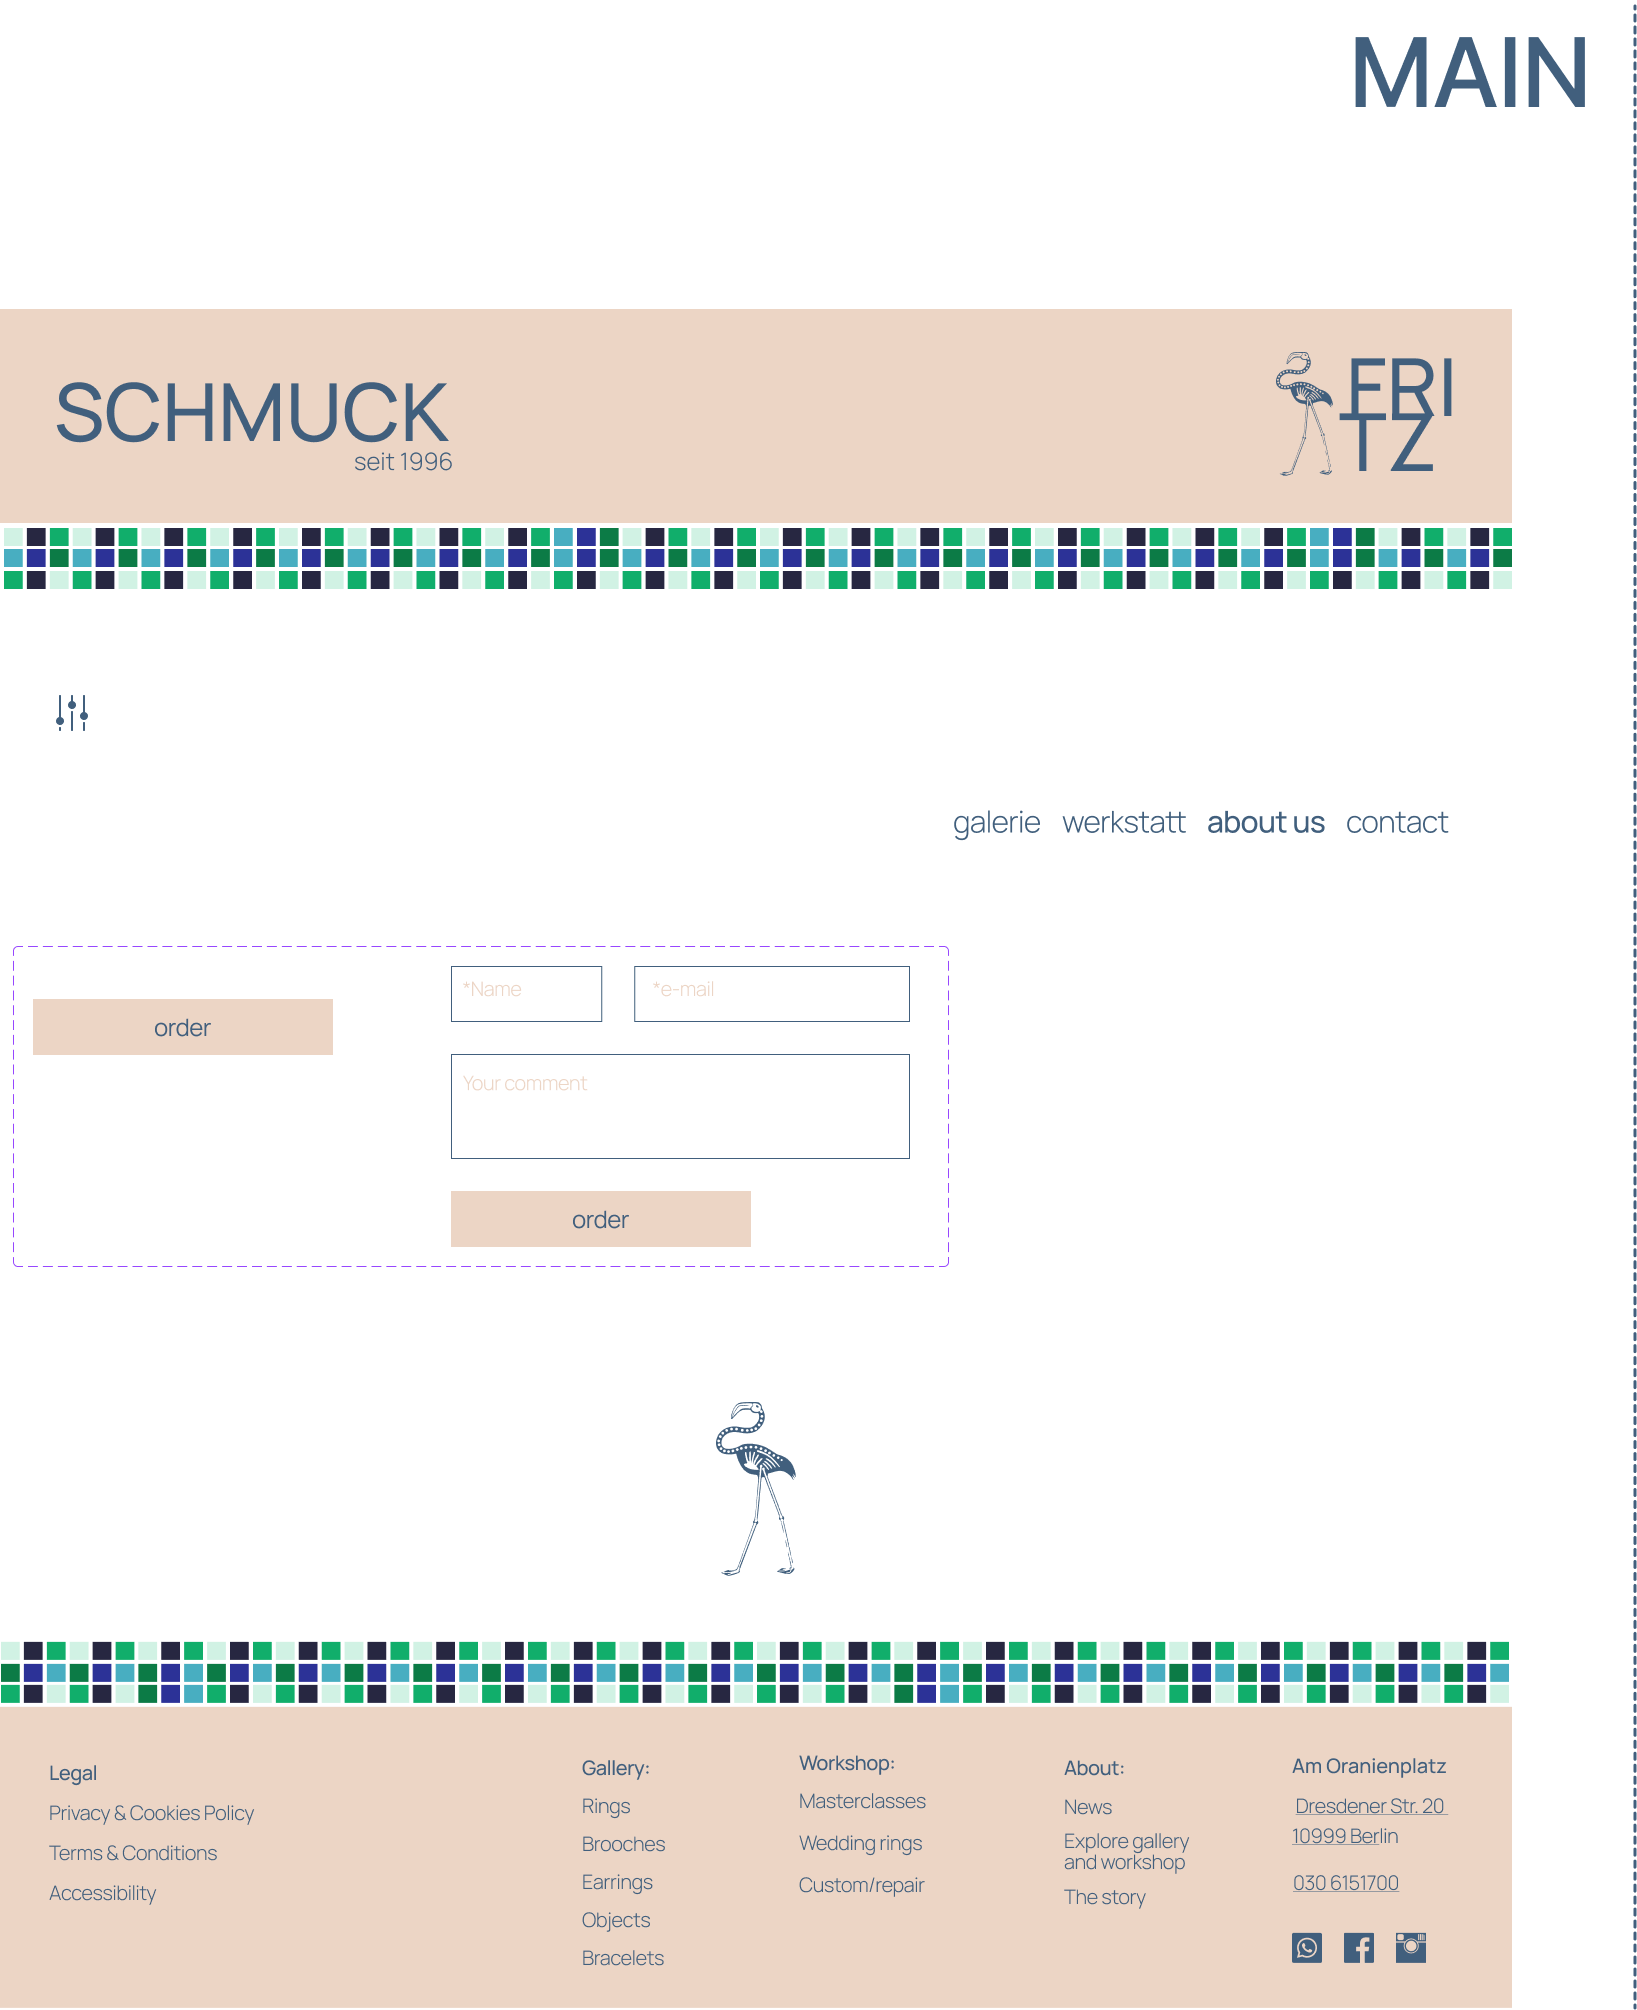 MAIN
SCHMUCK
seit 1996
FRI
TZ
galerie werkstatt about us contact
order
*Name *e-mail
Your comment
order
Legal
Privacy & Cookies Policy
Terms & Conditions
Accessibility
Gallery:
Rings
Brooches
Earrings
Objects
Bracelets
Workshop:
Masterclasses
Wedding rings
Custom/repair
About:
News
Explore gallery
and workshop
The story
Am Oranienplatz
Dresdener Str. 20
10999 Berlin
030 6151700